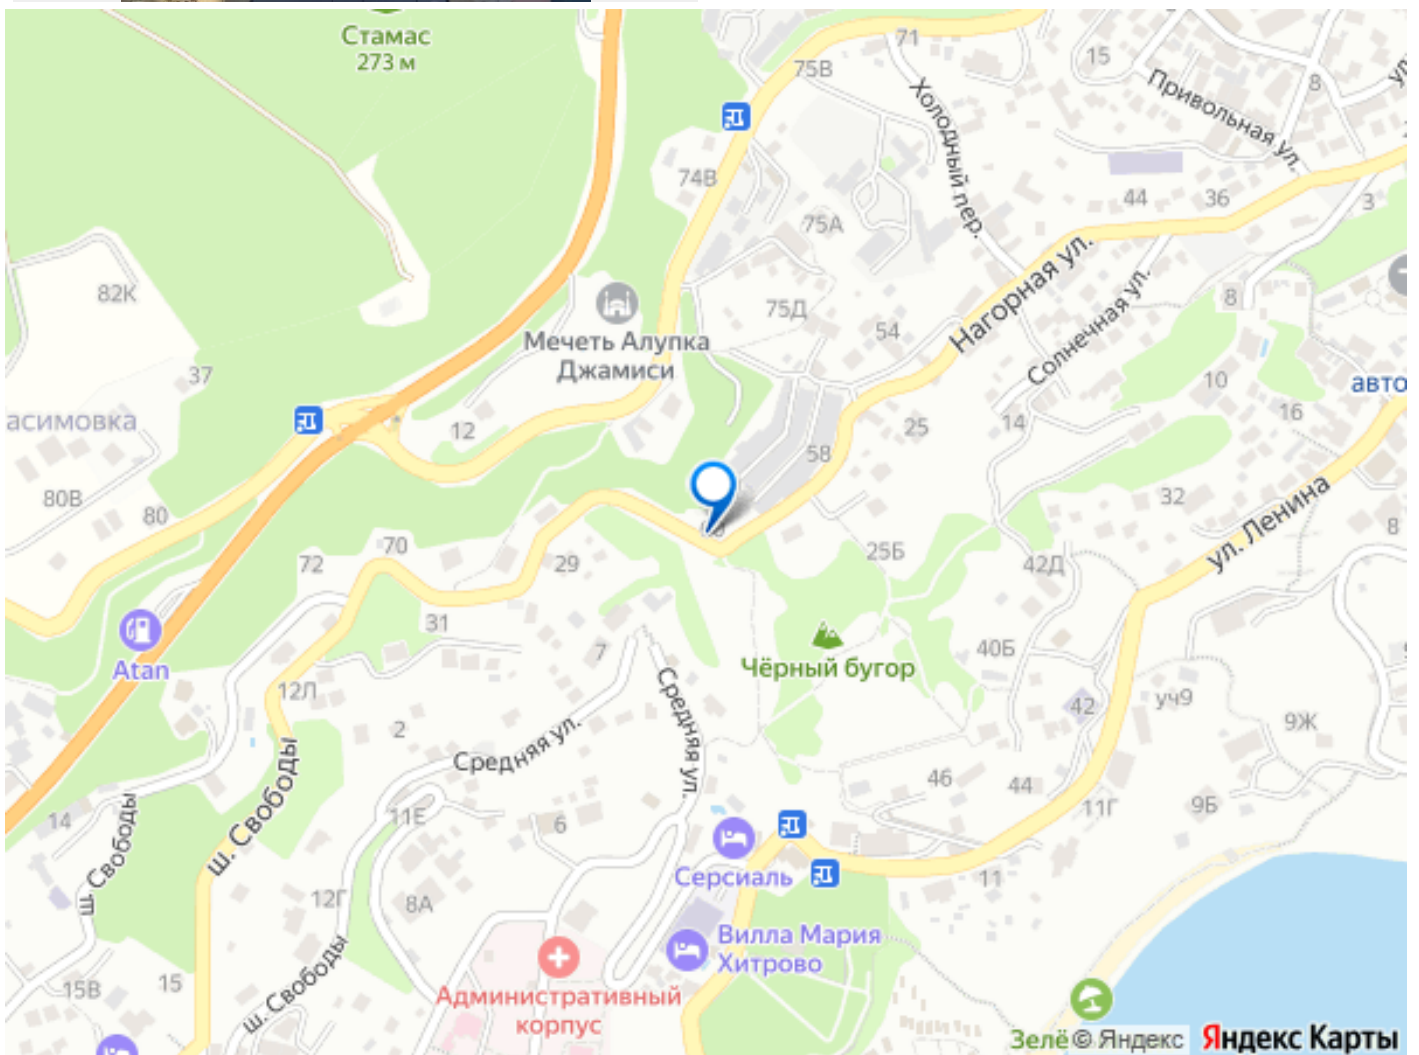 Стамас
273 м
71
75В
15
8
Привольная ул.
Холодный пер.
74В
75А
44
36
3
82К
Мечеть Алупка
Джамиси
75Д
54
Нагорная ул.
Солнечная ул.
8
37
асимовка
12
10
авто
16
14
25
58
80В
80
72
70
29
25Б
32
ул. Ленина
8
42Д
31
7
Atan
12Л
Чёрный бугор
40Б
2
Средняя ул.
Средняя ул.
42
уч9
9Ж
ш. Свободы
14
ш. Свободы
11Е
6
46
44
11Г
9Б
Серсиаль
11
12Г
8А
Вилла Мария
Хитрово
ш. Свободы
15В
15
Административный
корпус
Зелё
© Яндекс
Яндекс Карты